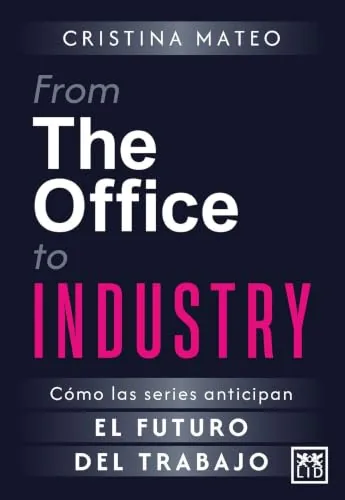 CRISTINA MATEO
From
The
Office
to
INDUSTRY
Cómo las series anticipan
EL FUTURO
DEL TRABAJO
LID